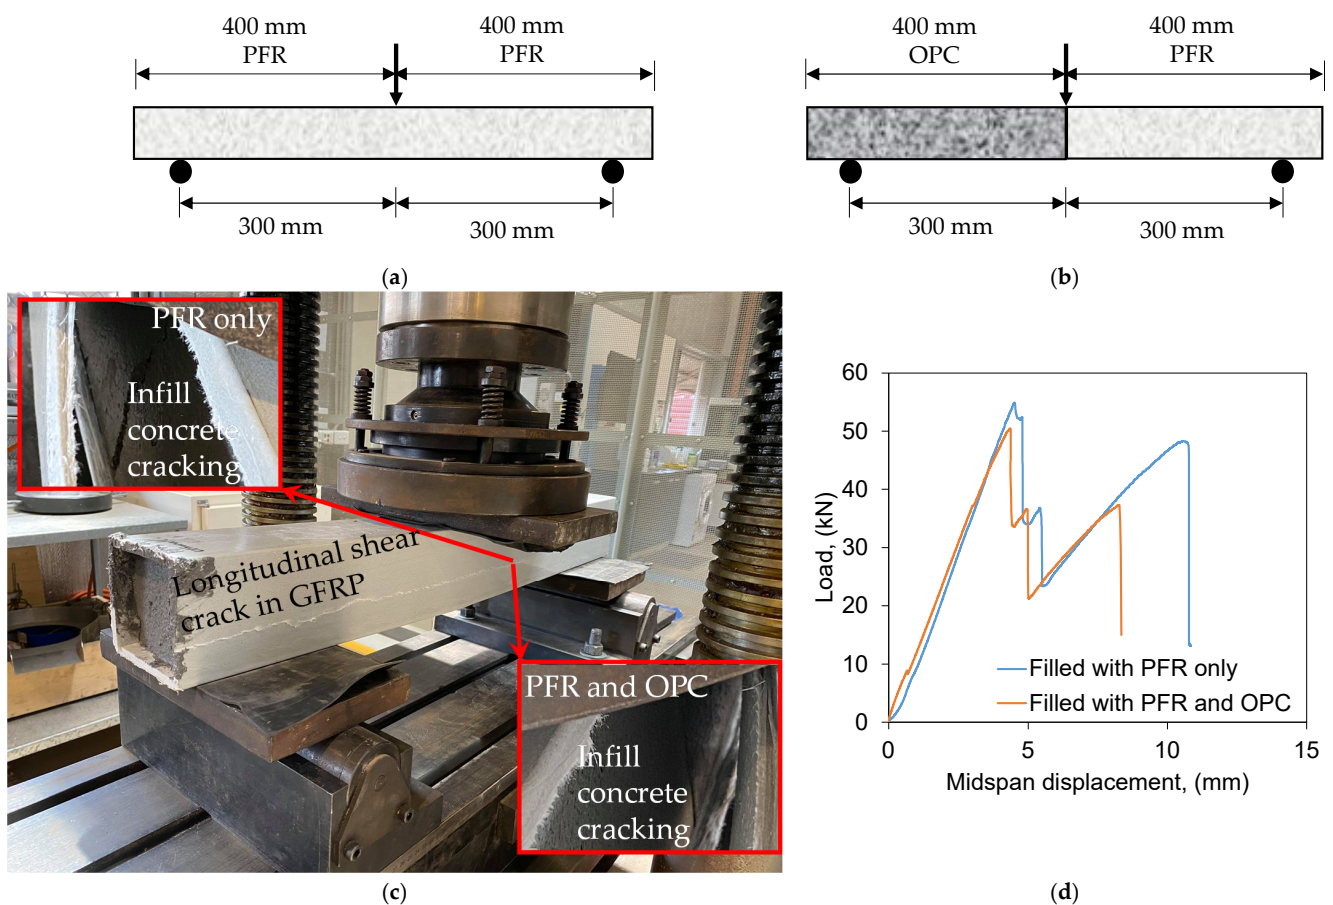 400 mm
PFR
400 mm
PFR
300 mm
300 mm
(a)
400 mm
OPC
400 mm
PFR
300 mm
300 mm
(b)
PFR only
Infill
concrete
cracking
Longitudinal shear
crack in GFRP
PFR and OPC
Infill
concrete
cracking
(c)
60
50
40
30
20
10
0
Load, (kN)
Filled with PFR only
Filled with PFR and OPC
0
5
10
15
Midspan displacement, (mm)
(d)